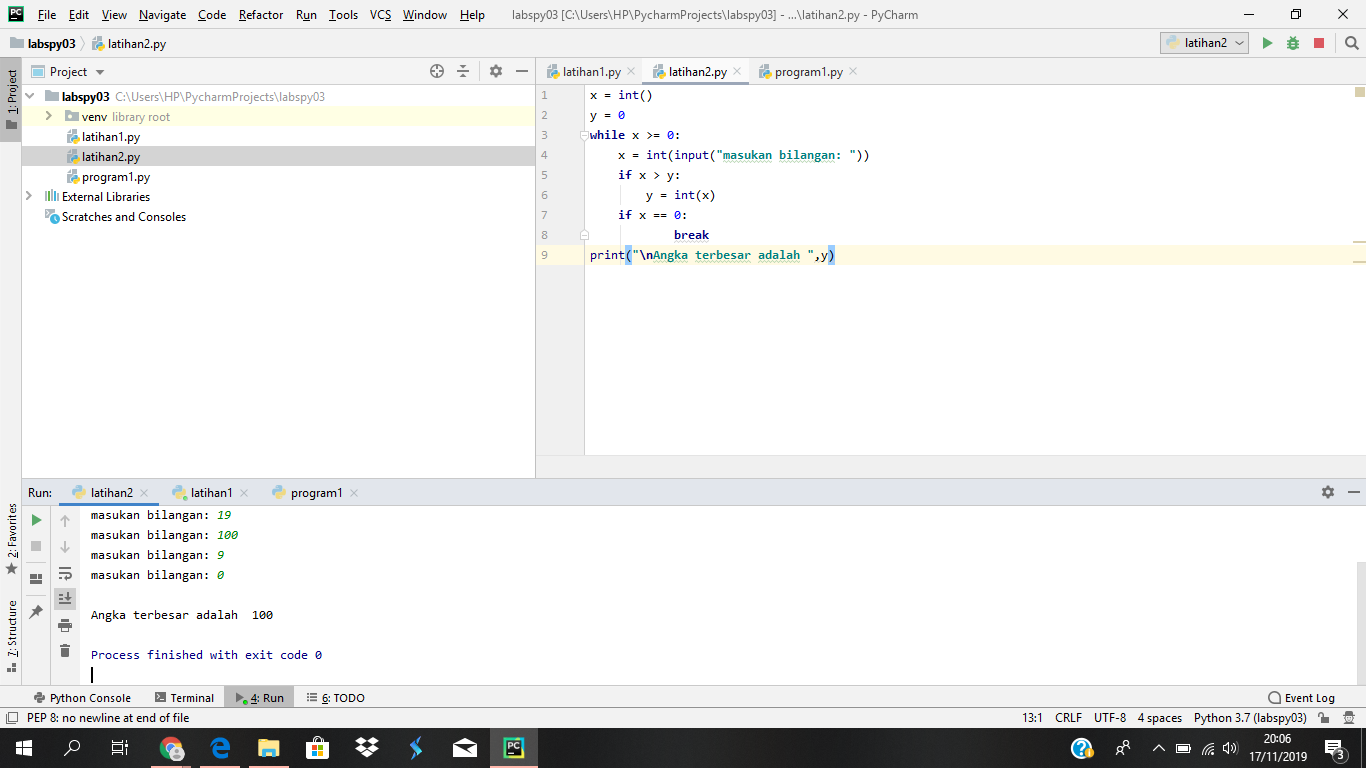 File Edit View Navigate Code Refactor Run Tools VCS Window Help labspy03 [C:\Users\HP\PycharmProjects\labspy03] - ...\latihan2.py - PyCharm
labspy03 latihan2.py latihan2
1: Project
Project
latihan1.py latihan2.py program1.py
labspy03 C:\Users\HP\PycharmProjects\labspy03
venv library root
latihan1.py
latihan2.py
program1.py
External Libraries
Scratches and Consoles
1 x = int()
2 y = 0
3 while x >= 0:
4 x = int(input("masukan bilangan: "))
5 if x > y:
6 y = int(x)
7 if x == 0:
8 break
9 print("\nAngka terbesar adalah ",y)
Run: latihan2 latihan1 program1
2: Favorites
7: Structure
masukan bilangan: 19
masukan bilangan: 100
masukan bilangan: 9
masukan bilangan: 0
Angka terbesar adalah  100
Process finished with exit code 0
Python Console Terminal 4: Run 6: TODO Event Log
PEP 8: no newline at end of file 13:1 CRLF UTF-8 4 spaces Python 3.7 (labspy03)
20:06
17/11/2019
3